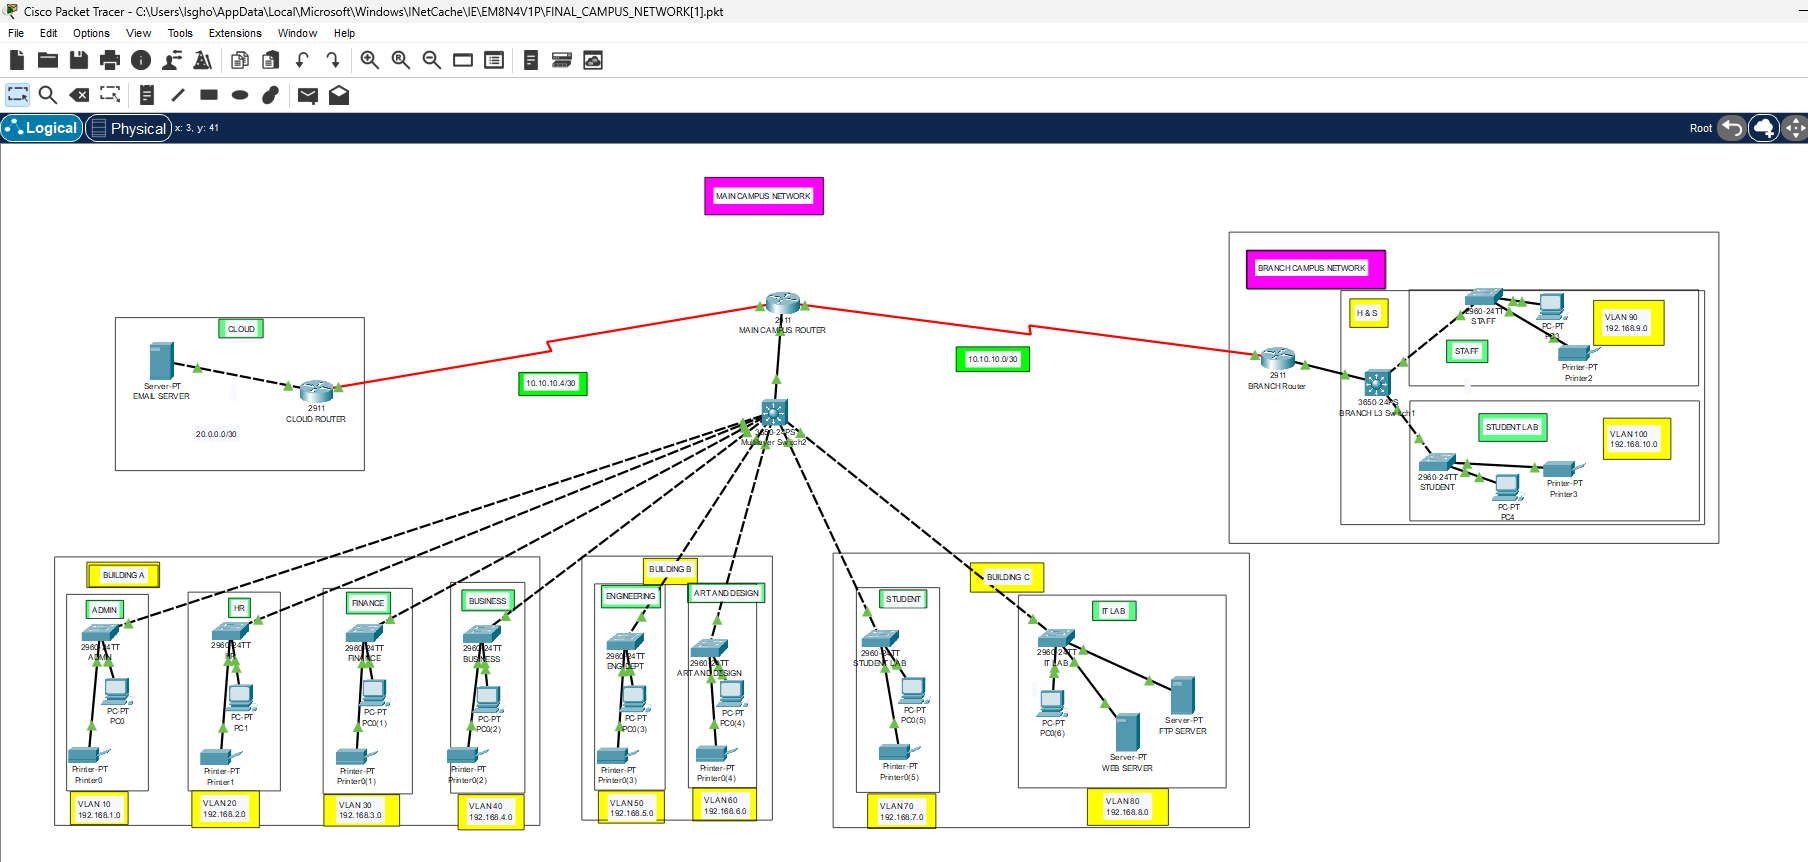 Cisco Packet Tracer - C:\Users\lsgho\AppData\Local\Microsoft\Windows\INetCache\IE\EM8N4V1P\FINAL_CAMPUS_NETWORK[1].pkt
File Edit Options View Tools Extensions Window Help
Logical Physical x: 3, y: 41 Root
MAIN CAMPUS NETWORK
BRANCH CAMPUS NETWORK
H & S
2960-24TT
STAFF
PC-PT
VLAN 90
192.168.9.0
STAFF
Printer-PT
Printer2
2911
BRANCH Router
3650-24PS
BRANCH L3 Switch1
STUDENT LAB
VLAN 100
192.168.10.0
2960-24TT
STUDENT
PC-PT
PC4
Printer-PT
Printer3
2911
MAIN CAMPUS ROUTER
10.10.10.0/30
10.10.10.4/30
CLOUD
Server-PT
EMAIL SERVER
2911
CLOUD ROUTER
20.0.0.0/30
3650-24PS
Multilayer Switch2
BUILDING A
ADMIN
2960-24TT
ADMIN
PC-PT
PC0
Printer-PT
Printer0
VLAN 10
192.168.1.0
HR
2960-24TT
PC-PT
PC1
Printer-PT
Printer1
VLAN 20
192.168.2.0
FINANCE
2960-24TT
FINANCE
PC-PT
PC0(1)
Printer-PT
Printer0(1)
VLAN 30
192.168.3.0
BUSINESS
2960-24TT
BUSINESS
PC-PT
PC0(2)
Printer-PT
Printer0(2)
VLAN 40
192.168.4.0
BUILDING B
ENGINEERING
2960-24TT
ENG DEPT
PC-PT
PC0(3)
Printer-PT
Printer0(3)
VLAN 50
192.168.5.0
ART AND DESIGN
2960-24TT
ART AND DESIGN
PC-PT
PC0(4)
Printer-PT
Printer0(4)
VLAN 60
192.168.6.0
BUILDING C
STUDENT
2960-24TT
STUDENT LAB
PC-PT
PC0(5)
Printer-PT
Printer0(5)
VLAN 70
192.168.7.0
IT LAB
2960-24TT
IT LAB
PC-PT
PC0(6)
Server-PT
WEB SERVER
Server-PT
FTP SERVER
VLAN 80
192.168.8.0